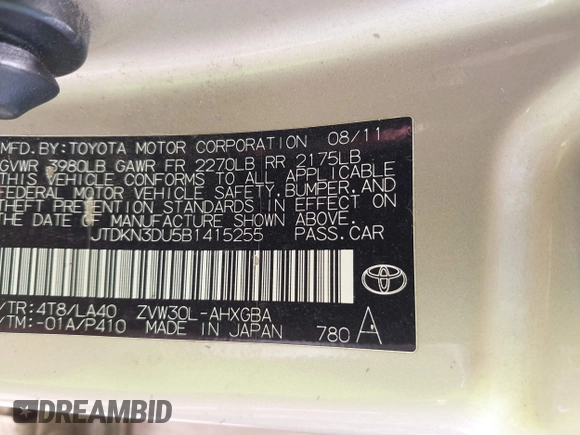 MFD. BY: TOYOTA MOTOR CORPORATION 08/11
GVWR 3980LB GAWR FR 2270LB RR 2175LB
THIS VEHICLE CONFORMS TO ALL APPLICABLE
FEDERAL MOTOR VEHICLE SAFETY, BUMPER, AND
THEFT PREVENTION STANDARDS IN EFFECT ON
THE DATE OF MANUFACTURE SHOWN ABOVE.
JTDKN3DU5B1415255 PASS. CAR
/TR: 4T8/LA40 ZVW30L-AHXGBA
/TM: -01A/P410 MADE IN JAPAN 780 A
DREAMBID